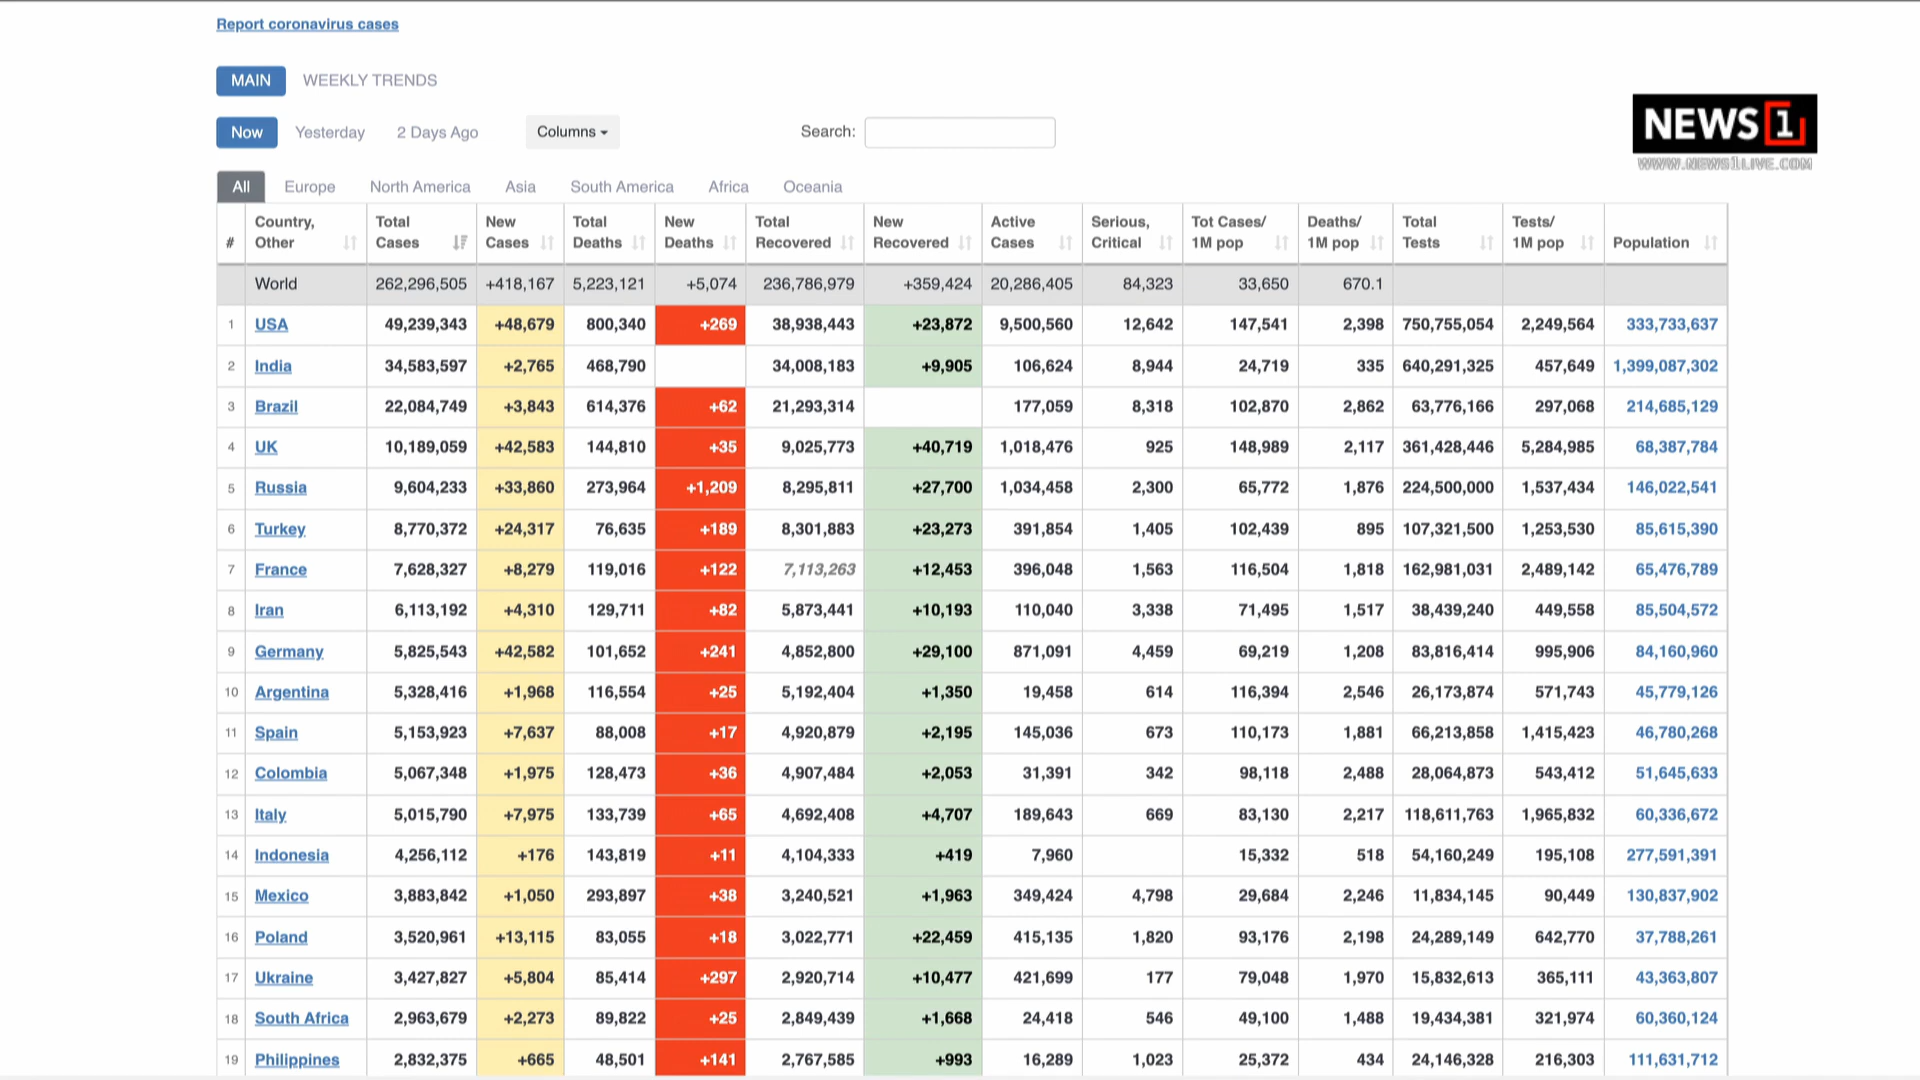 Report coronavirus cases
MAIN WEEKLY TRENDS
NEWS 1
WWW.NEWS1LIVE.COM
Now Yesterday 2 Days Ago Columns Search:
All Europe North America Asia South America Africa Oceania
# Country, Other Total Cases New Cases Total Deaths New Deaths Total Recovered New Recovered Active Cases Serious, Critical Tot Cases/ 1M pop Deaths/ 1M pop Total Tests Tests/ 1M pop Population
World 262,296,505 +418,167 5,223,121 +5,074 236,786,979 +359,424 20,286,405 84,323 33,650 670.1
1 USA 49,239,343 +48,679 800,340 +269 38,938,443 +23,872 9,500,560 12,642 147,541 2,398 750,755,054 2,249,564 333,733,637
2 India 34,583,597 +2,765 468,790 34,008,183 +9,905 106,624 8,944 24,719 335 640,291,325 457,649 1,399,087,302
3 Brazil 22,084,749 +3,843 614,376 +62 21,293,314 177,059 8,318 102,870 2,862 63,776,166 297,068 214,685,129
4 UK 10,189,059 +42,583 144,810 +35 9,025,773 +40,719 1,018,476 925 148,989 2,117 361,428,446 5,284,985 68,387,784
5 Russia 9,604,233 +33,860 273,964 +1,209 8,295,811 +27,700 1,034,458 2,300 65,772 1,876 224,500,000 1,537,434 146,022,541
6 Turkey 8,770,372 +24,317 76,635 +189 8,301,883 +23,273 391,854 1,405 102,439 895 107,321,500 1,253,530 85,615,390
7 France 7,628,327 +8,279 119,016 +122 7,113,263 +12,453 396,048 1,563 116,504 1,818 162,981,031 2,489,142 65,476,789
8 Iran 6,113,192 +4,310 129,711 +82 5,873,441 +10,193 110,040 3,338 71,495 1,517 38,439,240 449,558 85,504,572
9 Germany 5,825,543 +42,582 101,652 +241 4,852,800 +29,100 871,091 4,459 69,219 1,208 83,816,414 995,906 84,160,960
10 Argentina 5,328,416 +1,968 116,554 +25 5,192,404 +1,350 19,458 614 116,394 2,546 26,173,874 571,743 45,779,126
11 Spain 5,153,923 +7,637 88,008 +17 4,920,879 +2,195 145,036 673 110,173 1,881 66,213,858 1,415,423 46,780,268
12 Colombia 5,067,348 +1,975 128,473 +36 4,907,484 +2,053 31,391 342 98,118 2,488 28,064,873 543,412 51,645,633
13 Italy 5,015,790 +7,975 133,739 +65 4,692,408 +4,707 189,643 669 83,130 2,217 118,611,763 1,965,832 60,336,672
14 Indonesia 4,256,112 +176 143,819 +11 4,104,333 +419 7,960 15,332 518 54,160,249 195,108 277,591,391
15 Mexico 3,883,842 +1,050 293,897 +38 3,240,521 +1,963 349,424 4,798 29,684 2,246 11,834,145 90,449 130,837,902
16 Poland 3,520,961 +13,115 83,055 +18 3,022,771 +22,459 415,135 1,820 93,176 2,198 24,289,149 642,770 37,788,261
17 Ukraine 3,427,827 +5,804 85,414 +297 2,920,714 +10,477 421,699 177 79,048 1,970 15,832,613 365,111 43,363,807
18 South Africa 2,963,679 +2,273 89,822 +25 2,849,439 +1,668 24,418 546 49,100 1,488 19,434,381 321,974 60,360,124
19 Philippines 2,832,375 +665 48,501 +141 2,767,585 +993 16,289 1,023 25,372 434 24,146,328 216,303 111,631,712